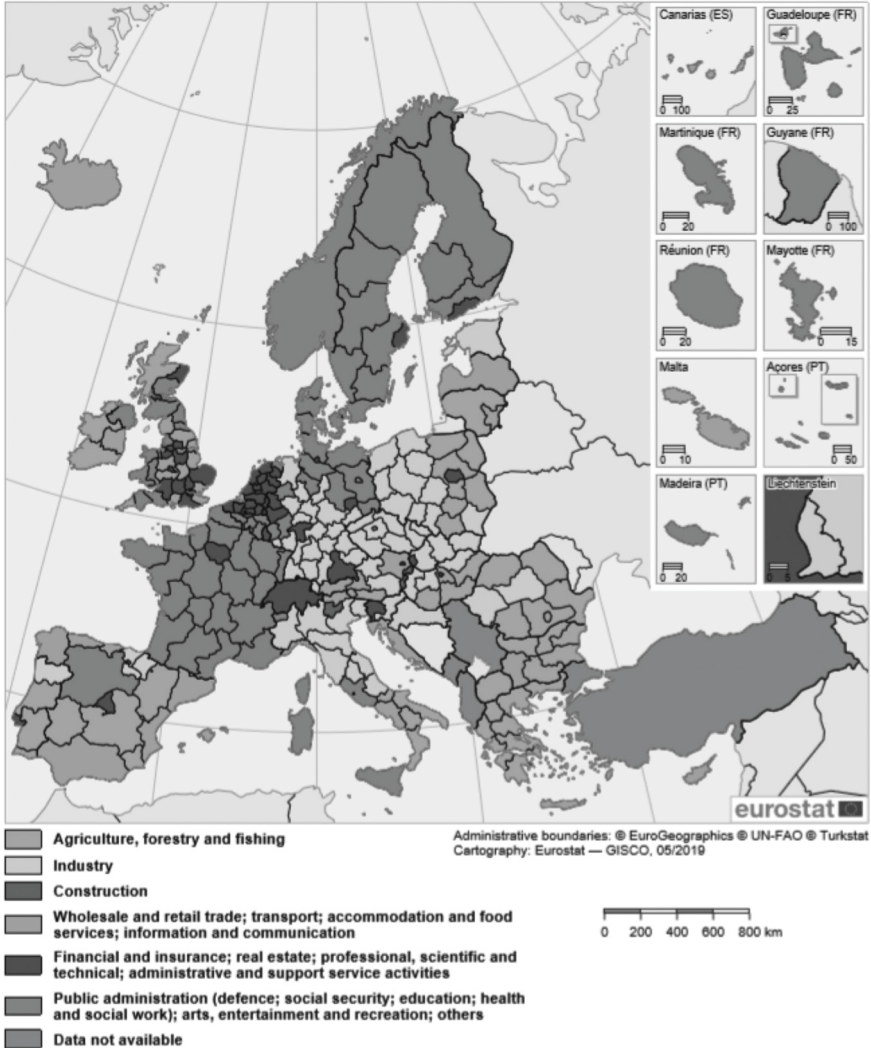 Canarias (ES)
0 100
Guadeloupe (FR)
0 25
Martinique (FR)
0 20
Guyane (FR)
0 100
Réunion (FR)
0 20
Mayotte (FR)
0 15
Malta
0 10
Açores (PT)
0 50
Madeira (PT)
0 20
Liechtenstein
0 5
eurostat
Administrative boundaries: © EuroGeographics © UN-FAO © Turkstat
Cartography: Eurostat — GISCO, 05/2019
Agriculture, forestry and fishing
Industry
Construction
Wholesale and retail trade; transport; accommodation and food
services; information and communication
Financial and insurance; real estate; professional, scientific and
technical; administrative and support service activities
Public administration (defence; social security; education; health
and social work); arts, entertainment and recreation; others
Data not available
0 200 400 600 800 km